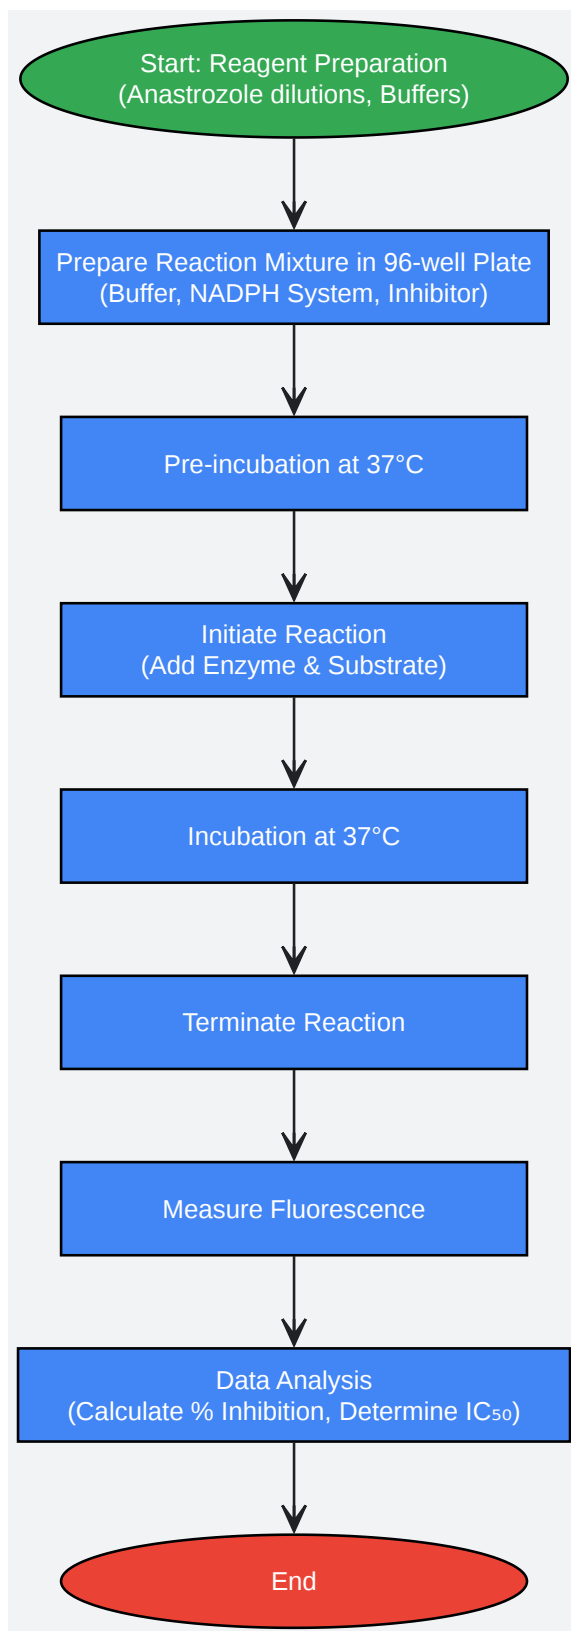 Start: Reagent Preparation
(Anastrozole dilutions, Buffers)
Prepare Reaction Mixture in 96-well Plate
(Buffer, NADPH System, Inhibitor)
Pre-incubation at 37°C
Initiate Reaction
(Add Enzyme & Substrate)
Incubation at 37°C
Terminate Reaction
Measure Fluorescence
Data Analysis
(Calculate % Inhibition, Determine IC₅₀)
End